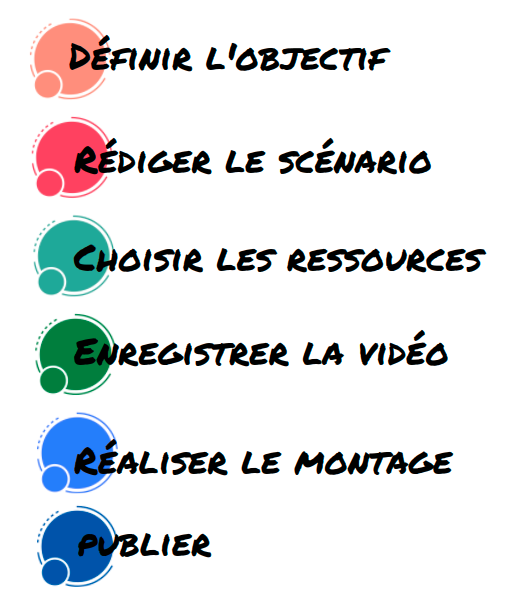 Définir l'objectif
Rédiger le scénario
Choisir les ressources
Enregistrer la vidéo
Réaliser le montage
publier